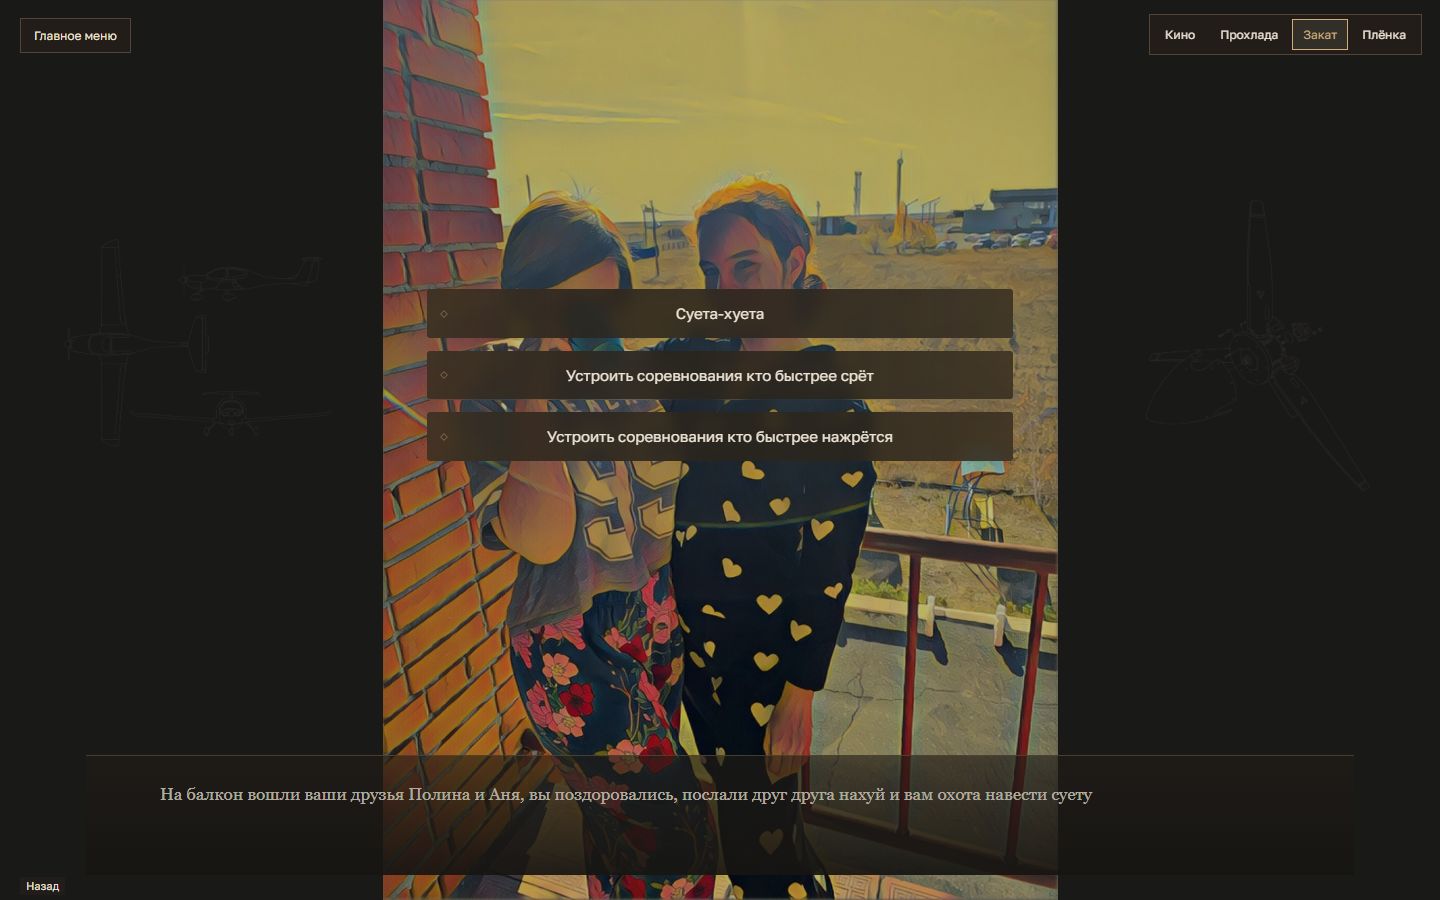 Главное меню
Кино Прохлада Закат Плёнка
Суета-хуета
Устроить соревнования кто быстрее срёт
Устроить соревнования кто быстрее нажрётся
На балкон вошли ваши друзья Полина и Аня, вы поздоровались, послали друг друга нахуй и вам охота навести суету
Назад